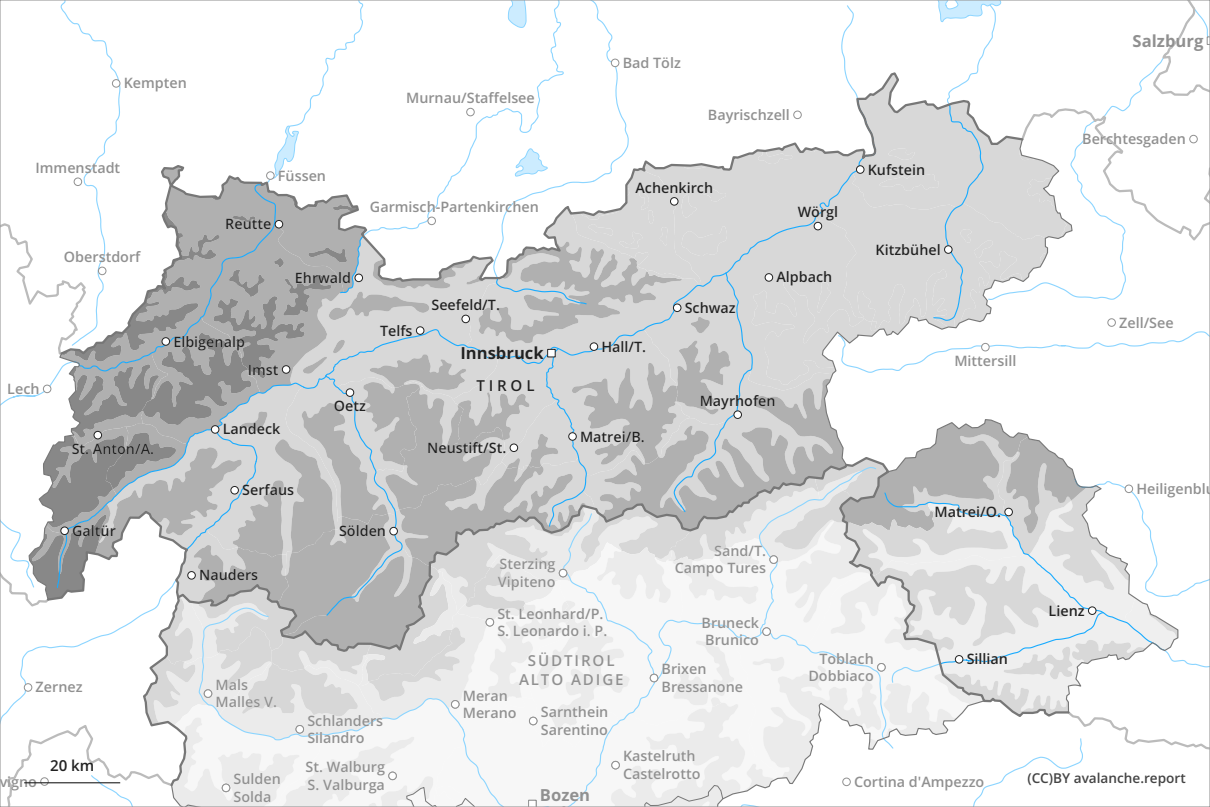 Salzburg
Bad Tölz
Kempten
Murnau/Staffelsee
Bayrischzell
Berchtesgaden
Immenstadt
Füssen
Kufstein
Achenkirch
Garmisch-Partenkirchen
Wörgl
Reutte
Kitzbühel
Oberstdorf
Ehrwald
Alpbach
Seefeld/T.
Schwaz
Zell/See
Telfs
Elbigenalp
Innsbruck
Hall/T.
Mittersill
Imst
TIROL
Lech
Oetz
Mayrhofen
Landeck
Matrei/B.
St. Anton/A.
Neustift/St.
Serfaus
Heiligenblu
Matrei/O.
Galtür
Sölden
Sand/T.
Campo Tures
Sterzing
Vipiteno
Nauders
Lienz
St. Leonhard/P.
S. Leonardo i. P.
Bruneck
Brunico
SÜDTIROL
ALTO ADIGE
Sillian
Toblach
Dobbiaco
Brixen
Bressanone
Zernez
Mals
Malles V.
Meran
Merano
Sarnthein
Sarentino
Schlanders
Silandro
Kastelruth
Castelrotto
20 km
St. Walburg
S. Valburga
vigno
Sulden
Solda
Cortina d'Ampezzo
(CC)BY avalanche.report
Bozen